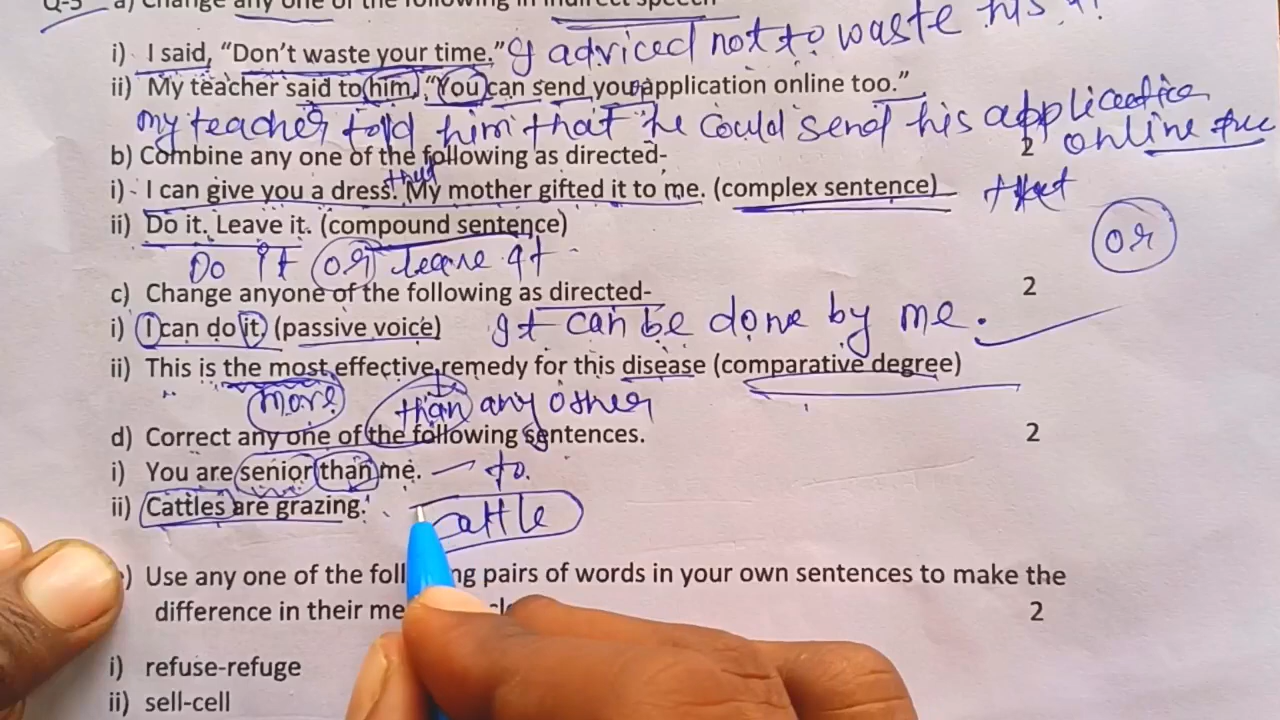 Q-5 a) Change any one of the following in indirect speech
i) I said, “Don’t waste your time.” I adviced not to waste his
ii) My teacher said to him, “You can send your application online too.”
my teacher told him that he could send his application
online too
b) Combine any one of the following as directed- 2
that
i) I can give you a dress. My mother gifted it to me. (complex sentence) that
ii) Do it. Leave it. (compound sentence) or
Do it or leave it
c) Change anyone of the following as directed- 2
i) I can do it (passive voice) It can be done by me.
ii) This is the most effective remedy for this disease (comparative degree)
more than any other
d) Correct any one of the following sentences. 2
i) You are senior than me. — to.
ii) Cattles are grazing. Cattle
) Use any one of the following pairs of words in your own sentences to make the
difference in their 2
i) refuse-refuge
ii) sell-cell